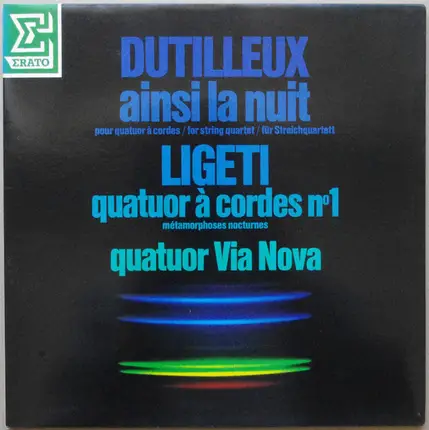 ERATO
DUTILLEUX
ainsi la nuit
pour quatuor à cordes / for string quartet / für Streichquartett
LIGETI
quatuor à cordes nº1
métamorphoses nocturnes
quatuor Via Nova